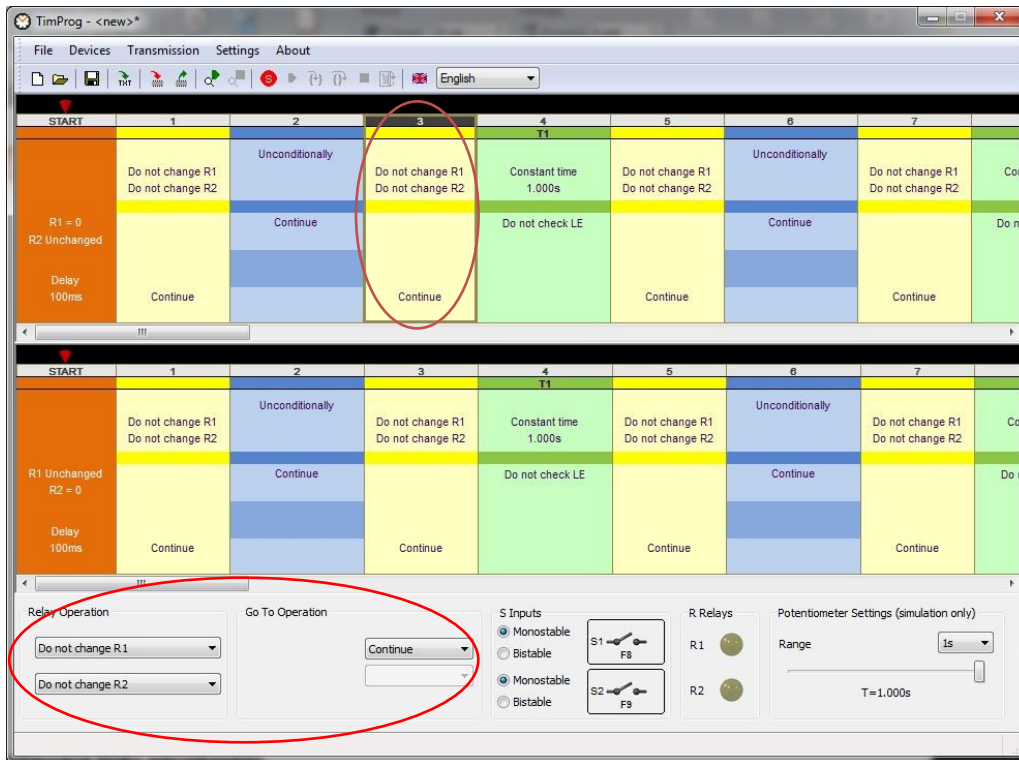 TimProg - <new>*
File Devices Transmission Settings About
THT S English
START 1 2 3 4 5 6 7
T1
Do not change R1
Do not change R2
Unconditionally
Do not change R1
Do not change R2
Constant time
1.000s
Do not change R1
Do not change R2
Unconditionally
Do not change R1
Do not change R2
Co
R1 = 0
R2 Unchanged
Continue
Do not check LE
Continue
Do n
Delay
100ms
Continue
Continue
Continue
Continue
START 1 2 3 4 5 6 7
T1
Do not change R1
Do not change R2
Unconditionally
Do not change R1
Do not change R2
Constant time
1.000s
Do not change R1
Do not change R2
Unconditionally
Do not change R1
Do not change R2
Co
R1 Unchanged
R2 = 0
Continue
Do not check LE
Continue
Do
Delay
100ms
Continue
Continue
Continue
Continue
Relay Operation
Do not change R1
Do not change R2
Go To Operation
Continue
S Inputs
Monostable
Bistable
S1
F8
Monostable
Bistable
S2
F9
R Relays
R1
R2
Potentiometer Settings (simulation only)
Range 1s
T=1.000s